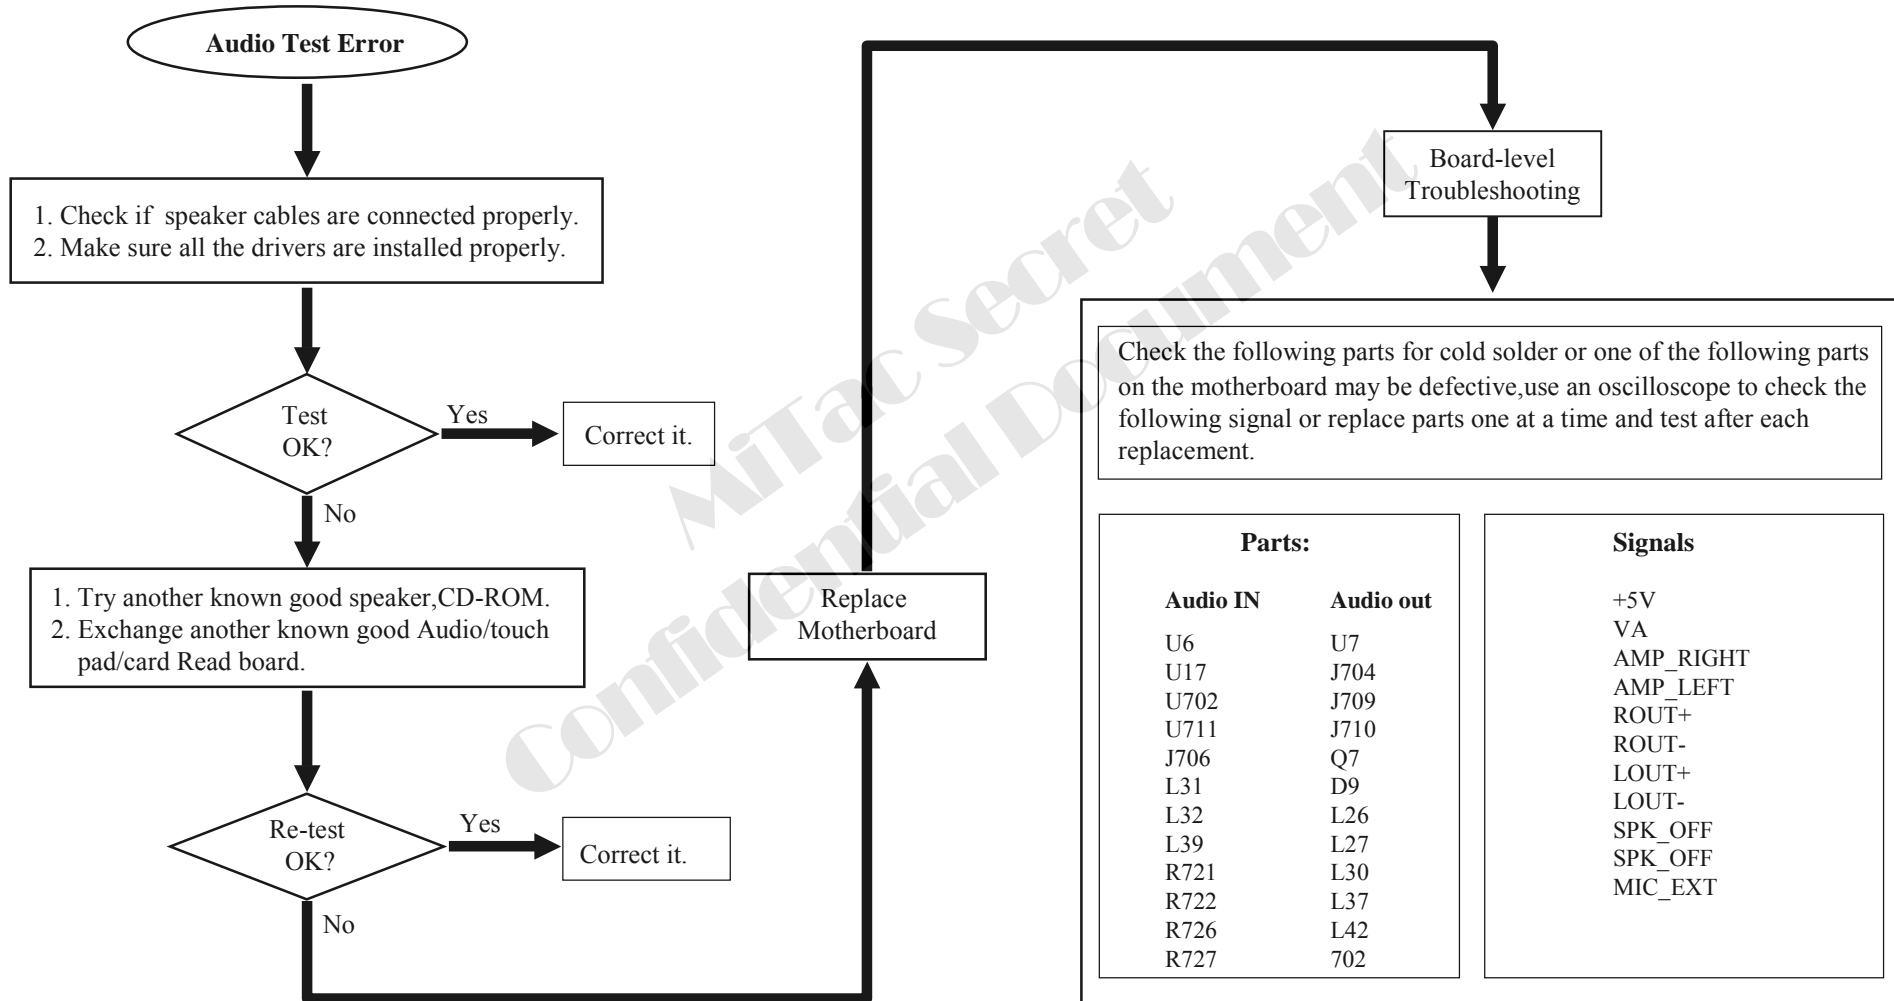 Audio Test Error
1. Check if speaker cables are connected properly.
2. Make sure all the drivers are installed properly.
Test
OK?
Yes
Correct it.
No
1. Try another known good speaker,CD-ROM.
2. Exchange another known good Audio/touch
pad/card Read board.
Re-test
OK?
Yes
Correct it.
No
Replace
Motherboard
Board-level
Troubleshooting
Check the following parts for cold solder or one of the following parts
on the motherboard may be defective,use an oscilloscope to check the
following signal or replace parts one at a time and test after each
replacement.
Parts:
Audio IN Audio out
U6 U7
U17 J704
U702 J709
U711 J710
J706 Q7
L31 D9
L32 L26
L39 L27
R721 L30
R722 L37
R726 L42
R727 702
Signals
+5V
VA
AMP_RIGHT
AMP_LEFT
ROUT+
ROUT-
LOUT+
LOUT-
SPK_OFF
SPK_OFF
MIC_EXT
MiTac Secret
Confidential Document